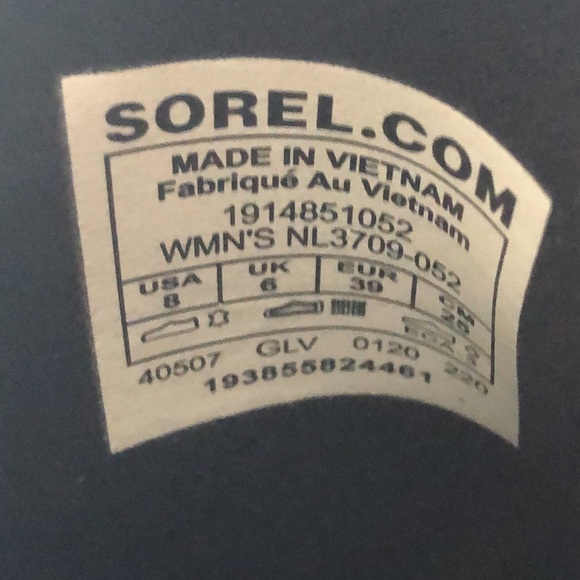 SOREL.COM
MADE IN VIETNAM
Fabriqué Au Vietnam
1914851052
WMN'S NL3709-052
USA UK EUR CM
8 6 39 25
40507 GLV 0120 220
193855824461